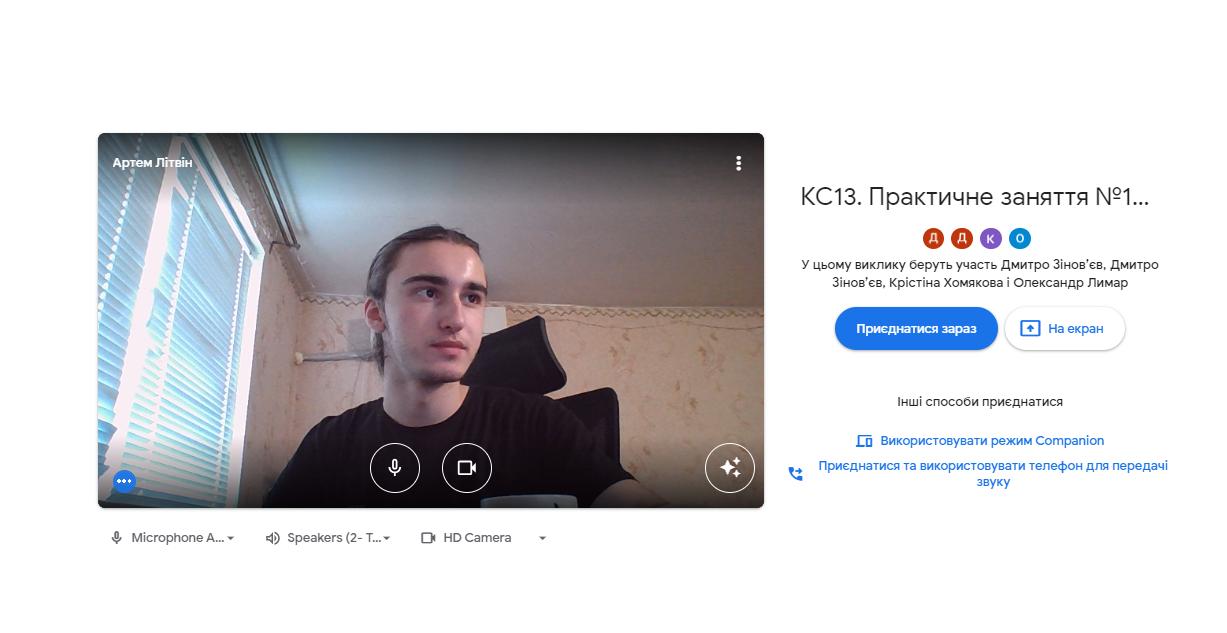 Артем Літвін
КС13. Практичне заняття №1...
Д Д К О
У цьому виклику беруть участь Дмитро Зінов’єв, Дмитро
Зінов’єв, Крістіна Хомякова і Олександр Лимар
Приєднатися зараз
На екран
Інші способи приєднатися
Використовувати режим Companion
Приєднатися та використовувати телефон для передачі
звуку
Microphone A...
Speakers (2- T...
HD Camera